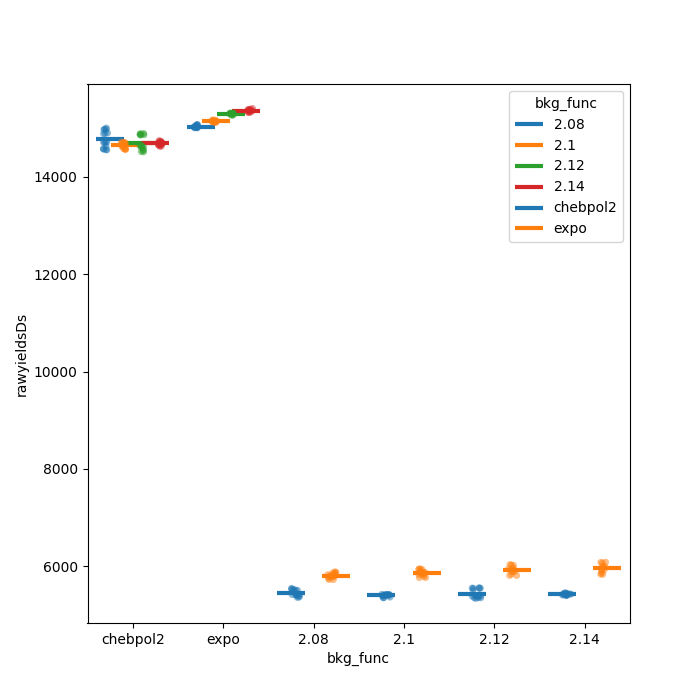 bkg_func
2.08
2.1
2.12
2.14
chebpol2
expo
14000
12000
10000
8000
6000
rawyieldsDs
chebpol2 expo 2.08 2.1 2.12 2.14
bkg_func